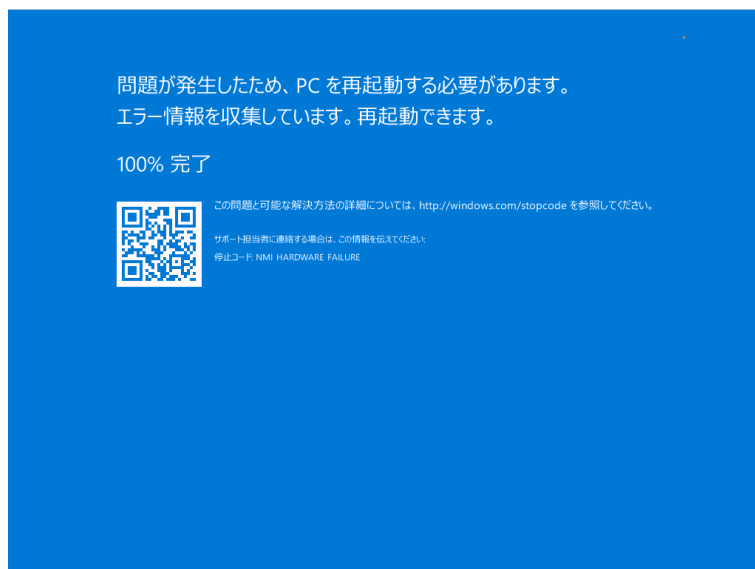 問題が発生したため、PC を再起動する必要があります。
エラー情報を収集しています。再起動できます。
100% 完了
この問題と可能な解決方法の詳細については、http://windows.com/stopcode を参照してください。
サポート担当者に連絡する場合は、この情報を伝えてください:
停止コード: NMI HARDWARE FAILURE